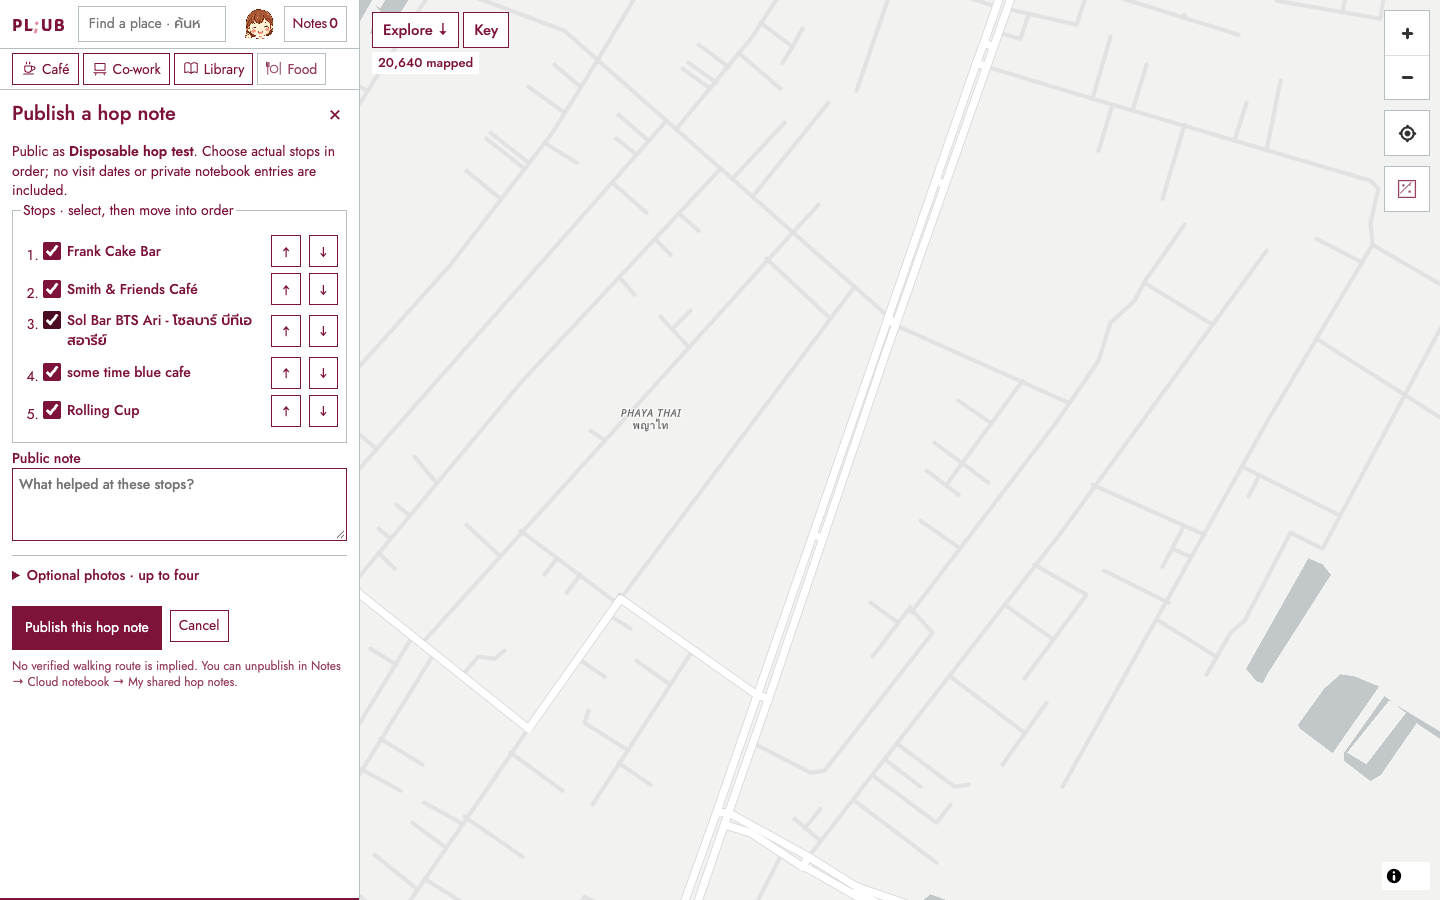 PL:UB
Find a place · ค้นห
Notes 0
Café
Co-work
Library
Food
Publish a hop note
×
Public as Disposable hop test. Choose actual stops in
order; no visit dates or private notebook entries are
included.
Stops · select, then move into order
1. Frank Cake Bar ↑ ↓
2. Smith & Friends Café ↑ ↓
3. Sol Bar BTS Ari - โซลบาร์ บีทีเอ
สอารีย์ ↑ ↓
4. some time blue cafe ↑ ↓
5. Rolling Cup ↑ ↓
Public note
What helped at these stops?
▶ Optional photos · up to four
Publish this hop note
Cancel
No verified walking route is implied. You can unpublish in Notes
→ Cloud notebook → My shared hop notes.
Explore ↓
Key
20,640 mapped
PHAYA THAI
พญาไท
+
−